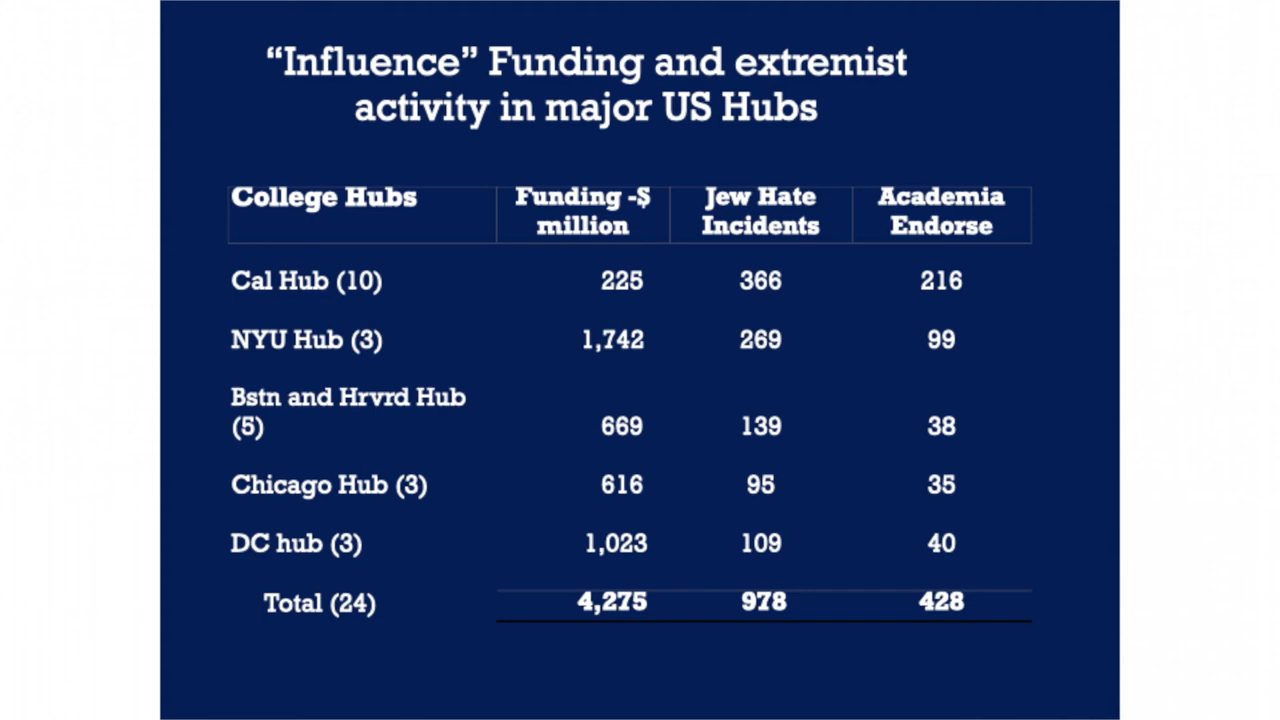 “Influence” Funding and extremist
activity in major US Hubs
College Hubs Funding -$ million Jew Hate Incidents Academia Endorse
Cal Hub (10) 225 366 216
NYU Hub (3) 1,742 269 99
Bstn and Hrvrd Hub
(5) 669 139 38
Chicago Hub (3) 616 95 35
DC hub (3) 1,023 109 40
Total (24) 4,275 978 428